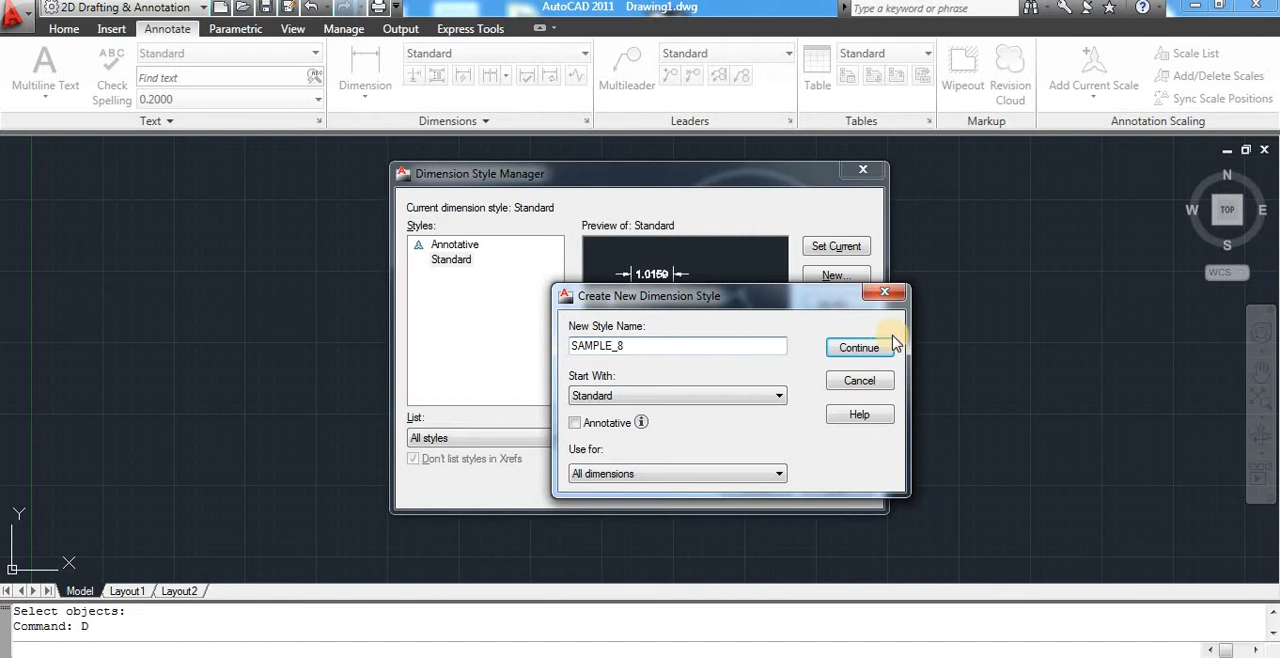 2D Drafting & Annotation
AutoCAD 2011 Drawing1.dwg
Type a keyword or phrase
Home Insert Annotate Parametric View Manage Output Express Tools
Multiline Text
ABC
Check Spelling
Standard
Find text
ABC
0.2000
Dimension
Standard
Multileader
Standard
Table
Standard
Wipeout
Revision Cloud
Add Current Scale
Scale List
Add/Delete Scales
Sync Scale Positions
Text
Dimensions
Leaders
Tables
Markup
Annotation Scaling
N
W
TOP
E
S
WCS
Dimension Style Manager
Current dimension style: Standard
Styles:
Preview of: Standard
Annotative
Standard
1.0159
Set Current
New...
List:
All styles
Don't list styles in Xrefs
Create New Dimension Style
New Style Name:
SAMPLE_8
Continue
Start With:
Standard
Cancel
Annotative
Help
Use for:
All dimensions
Y
X
Model Layout1 Layout2
Select objects:
Command: D